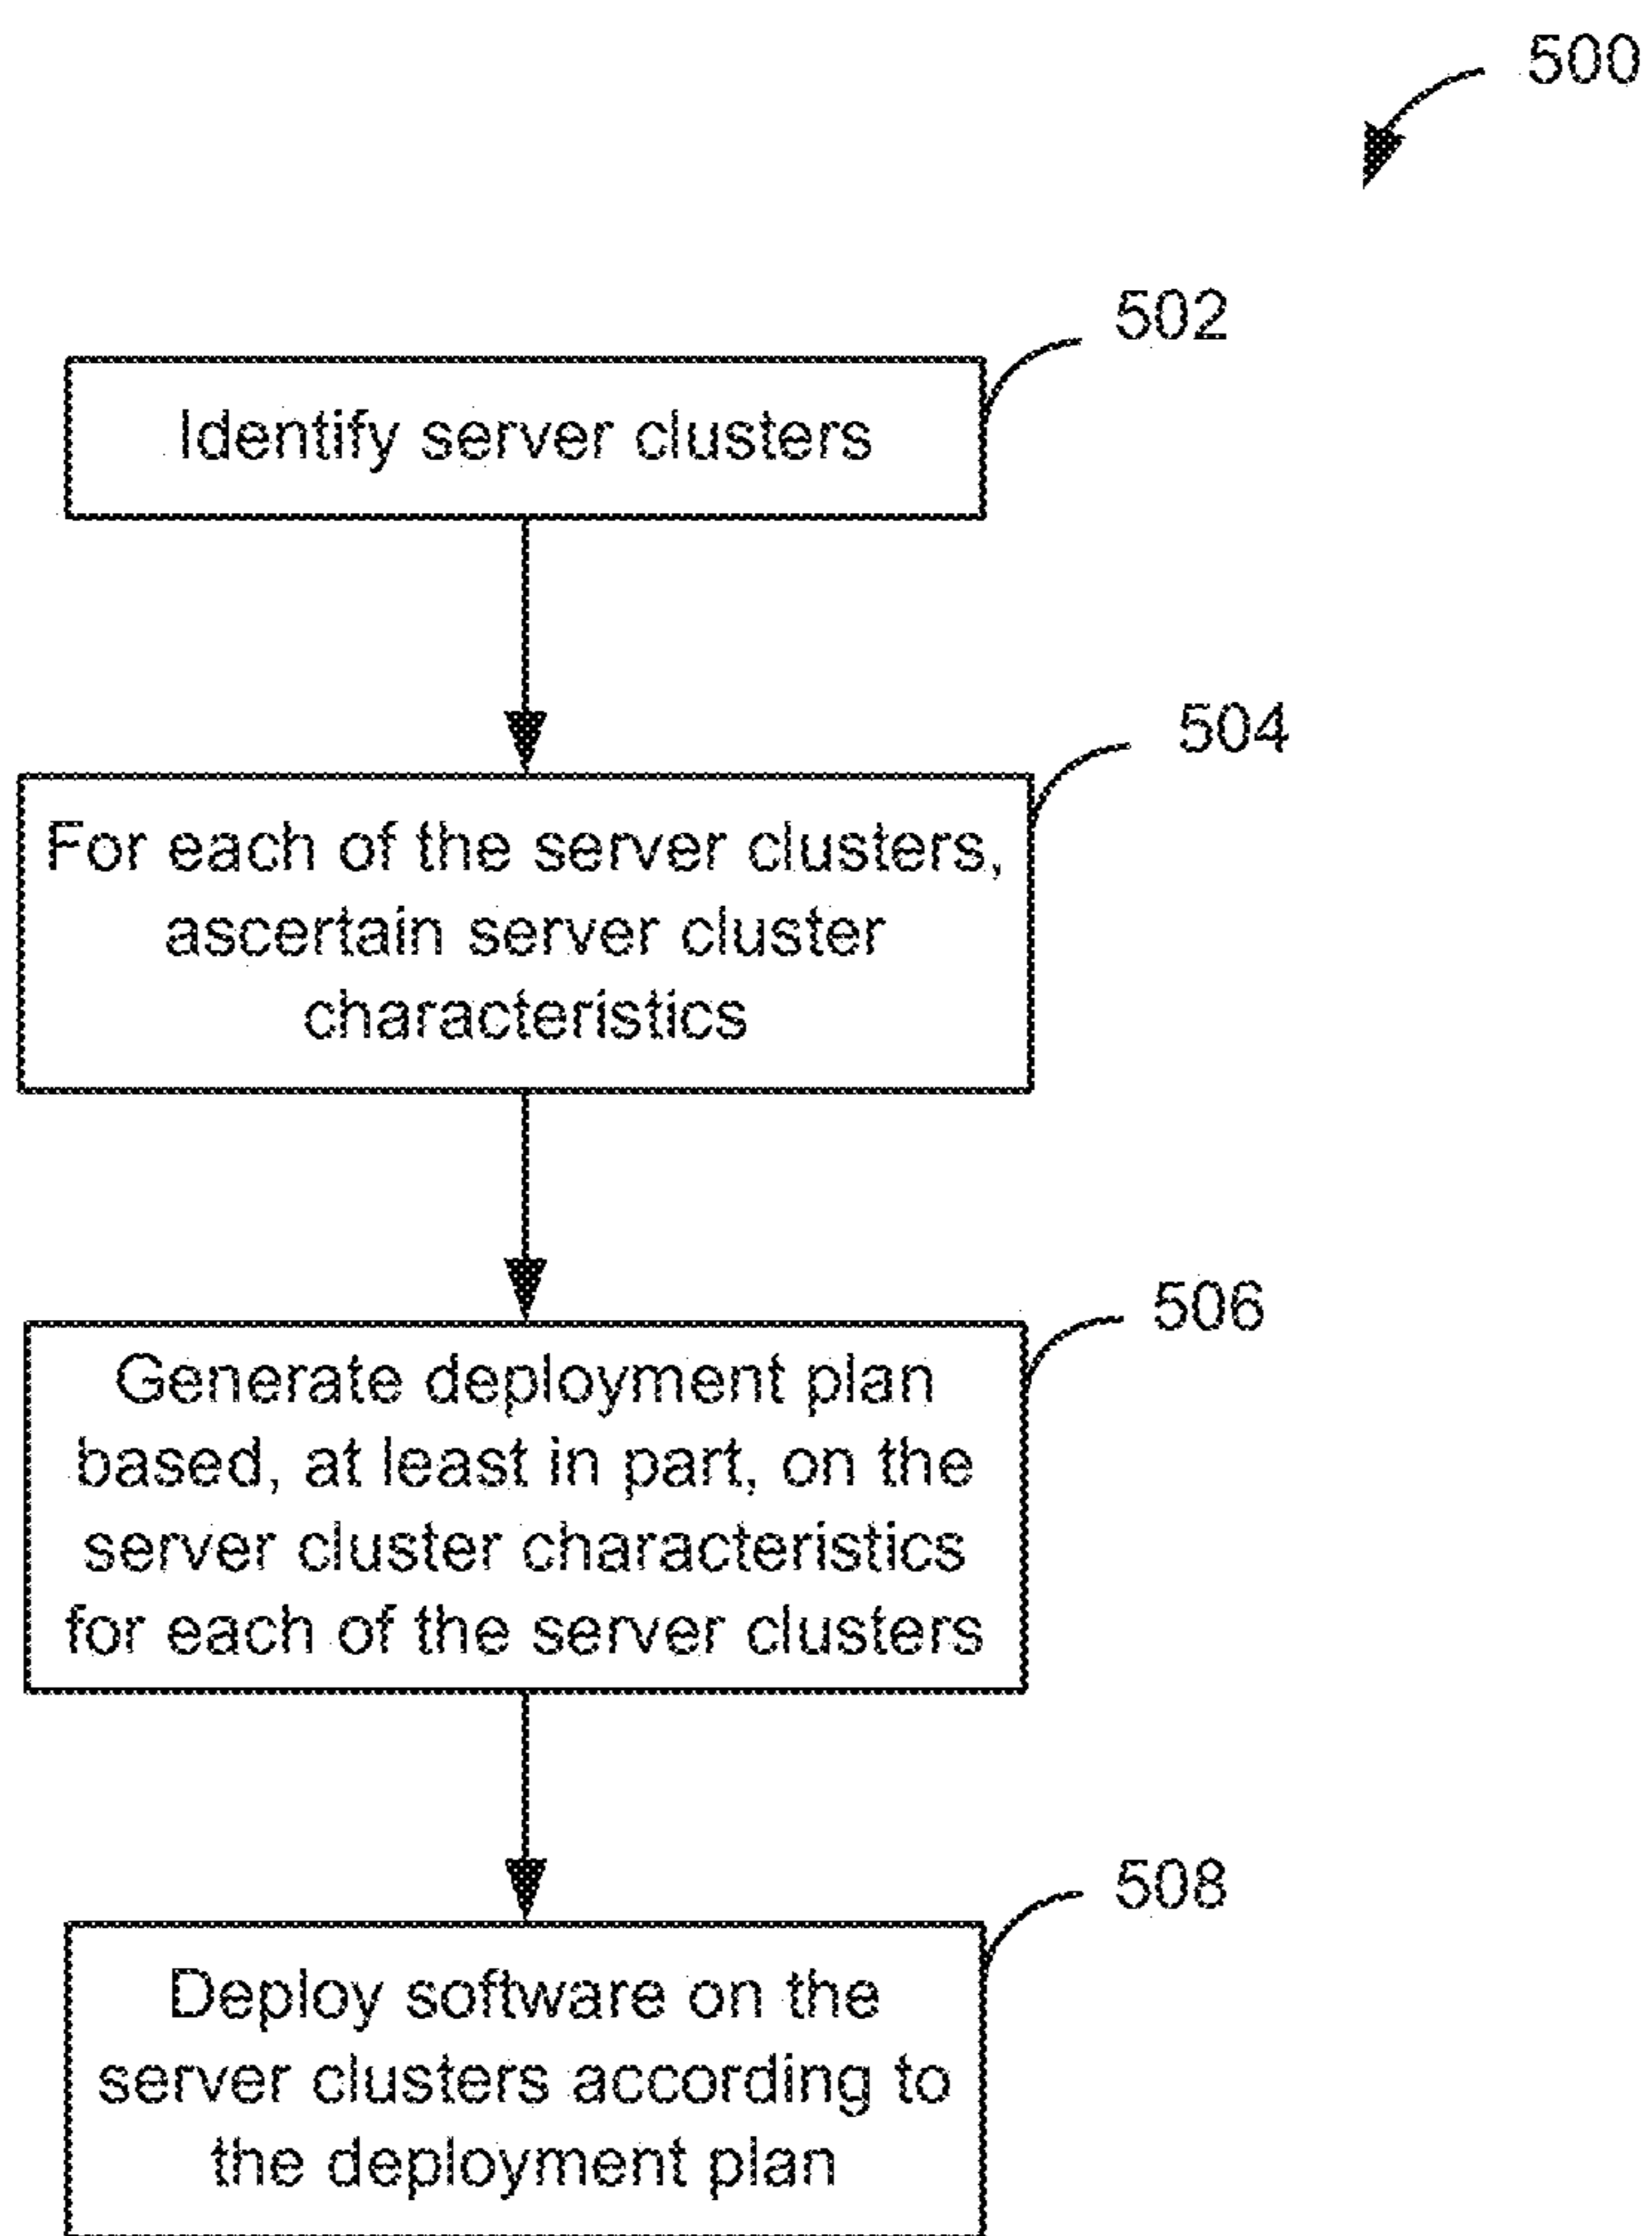 500
502
Identify server clusters
504
For each of the server clusters,
ascertain server cluster
characteristics
506
Generate deployment plan
based, at least in part, on the
server cluster characteristics
for each of the server clusters
508
Deploy software on the
server clusters according to
the deployment plan